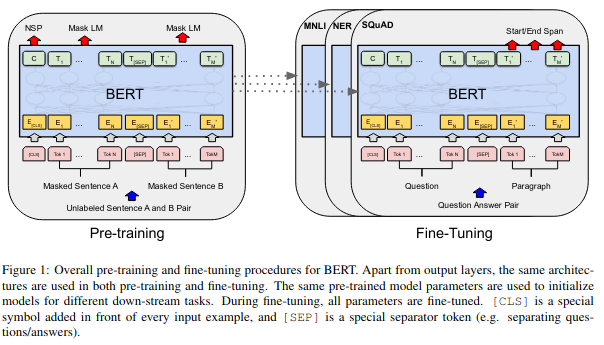 NSP Mask LM Mask LM
C T1 ... TN T[SEP] T1' ... TM'
BERT
E[CLS] E1 ... EN E[SEP] E1' ... EM'
[CLS] Tok 1 ... Tok N [SEP] Tok 1 ... TokM
Masked Sentence A Masked Sentence B
Unlabeled Sentence A and B Pair
Pre-training
MNLI NER SQuAD
Start/End Span
C T1 ... TN T[SEP] T1' ... TM'
BERT
E[CLS] E1 ... EN E[SEP] E1' ... EM'
[CLS] Tok 1 ... Tok N [SEP] Tok 1 ... TokM
Question Paragraph
Question Answer Pair
Fine-Tuning
Figure 1: Overall pre-training and fine-tuning procedures for BERT. Apart from output layers, the same architec-
tures are used in both pre-training and fine-tuning. The same pre-trained model parameters are used to initialize
models for different down-stream tasks. During fine-tuning, all parameters are fine-tuned. [CLS] is a special
symbol added in front of every input example, and [SEP] is a special separator token (e.g. separating ques-
tions/answers).